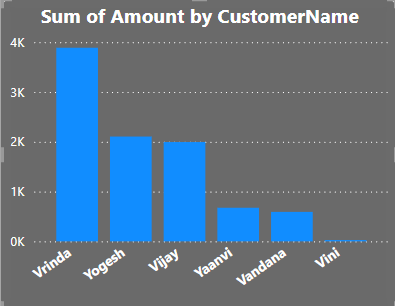 Sum of Amount by CustomerName
4K
3K
2K
1K
0K
Vrinda
Yogesh
Vijay
Yaanvi
Vandana
Vini